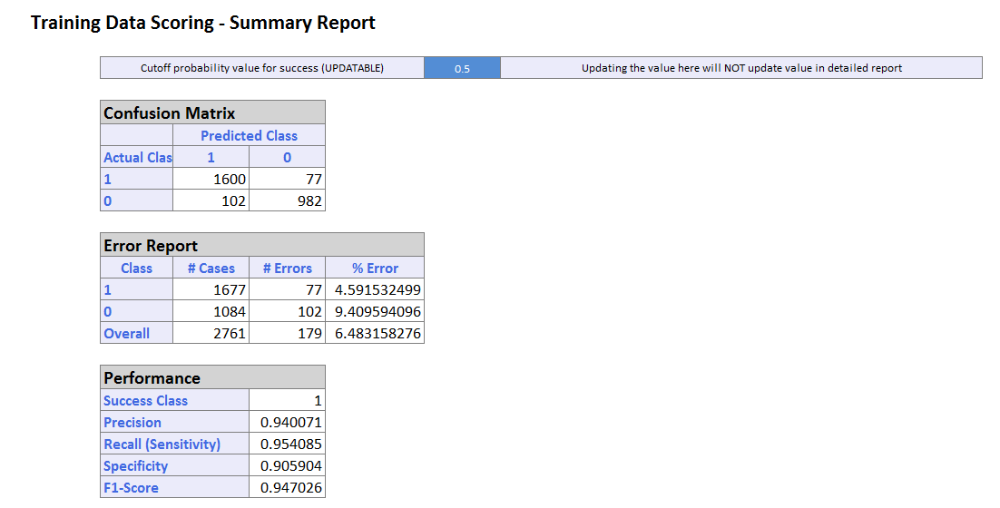 Training Data Scoring - Summary Report
Cutoff probability value for success (UPDATABLE) 0.5 Updating the value here will NOT update value in detailed report
Confusion Matrix
Predicted Class
Actual Clas 1 0
1 1600 77
0 102 982
Error Report
Class # Cases # Errors % Error
1 1677 77 4.591532499
0 1084 102 9.409594096
Overall 2761 179 6.483158276
Performance
Success Class 1
Precision 0.940071
Recall (Sensitivity) 0.954085
Specificity 0.905904
F1-Score 0.947026